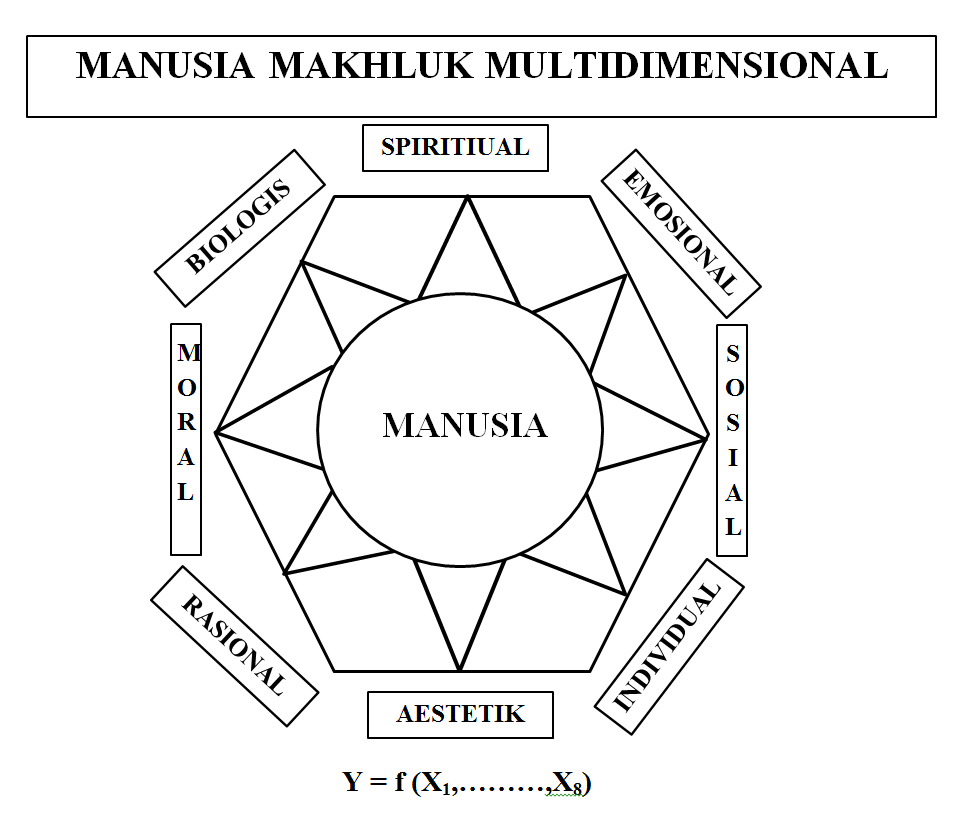 MANUSIA MAKHLUK MULTIDIMENSIONAL
SPIRITIUAL
BIOLOGIS
EMOSIONAL
MORAL
SOSIAL
MANUSIA
RASIONAL
INDIVIDUAL
AESTETIK
Y = f (X₁,………,X₈)